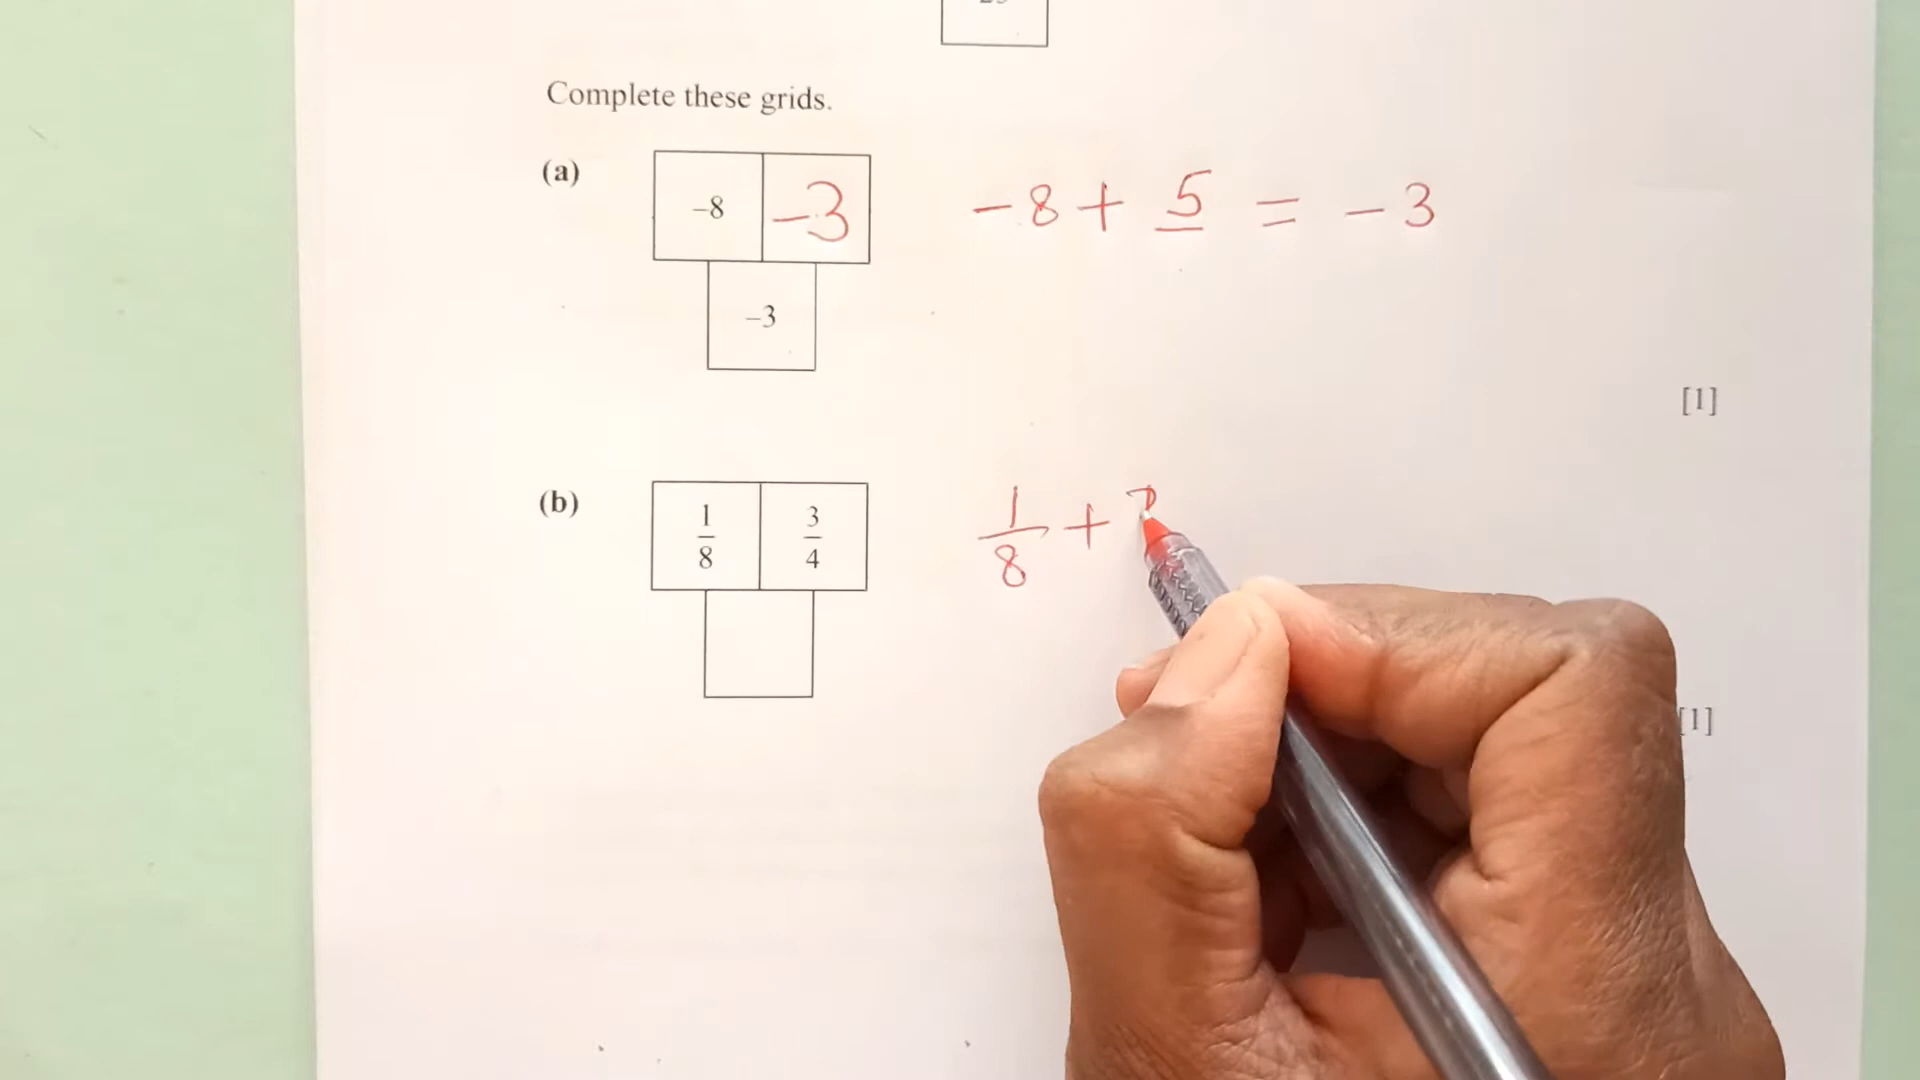 Complete these grids.
(a) –8 –3 -8 + 5 = -3
–3
[1]
(b) 1/8 3/4 1/8 +
[1]